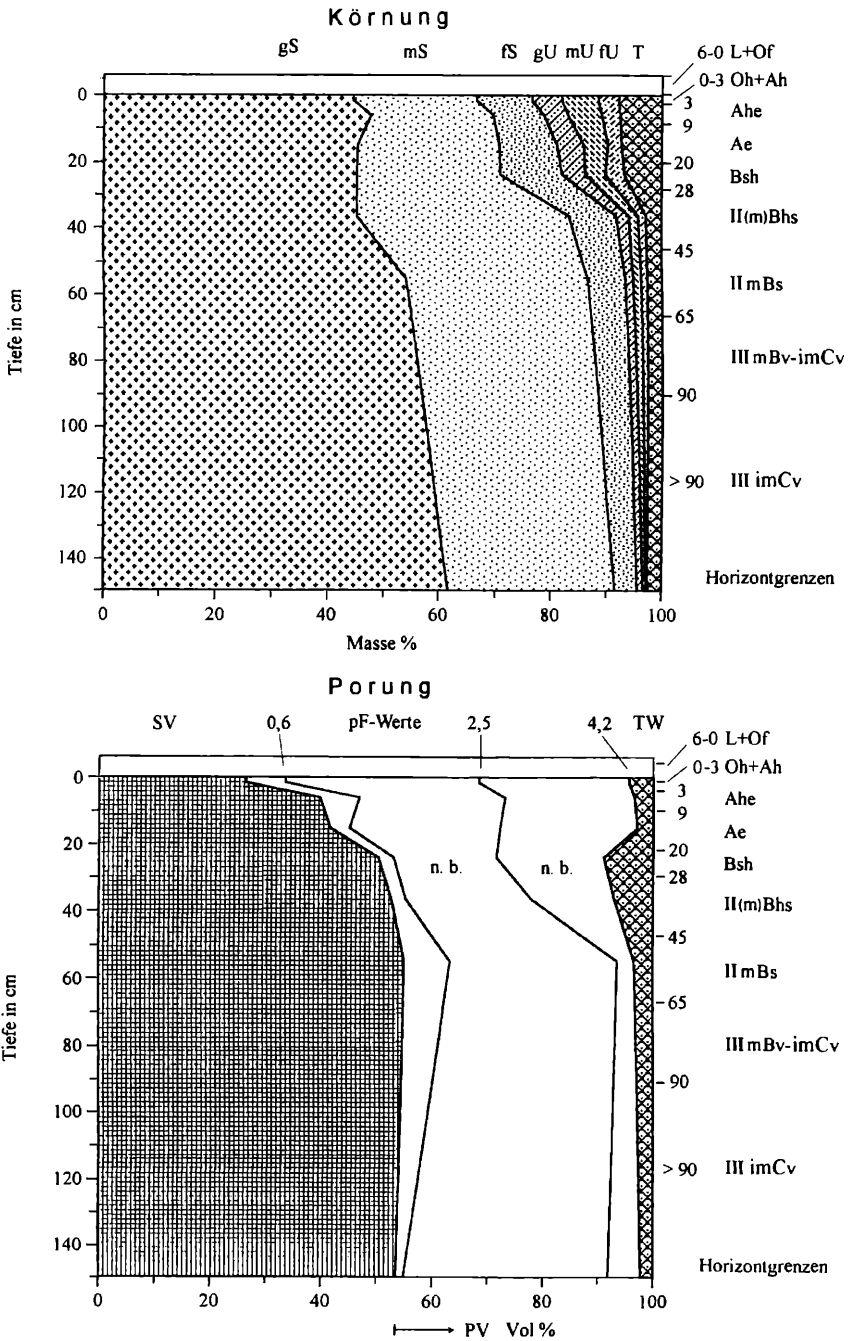 Körnung
gS mS fS gU mU fU T 6-0 L+Of
0-3 Oh+Ah
0 3 Ahe
9
Ae
20 20
Bsh
28
40 II(m)Bhs
45
60 II mBs
65
80 III mBv-imCv
90
100
120 > 90 III imCv
140
Horizontgrenzen
Tiefe in cm
0 20 40 60 80 100
Masse %
Porung
SV 0,6 pF-Werte 2,5 4,2 TW 6-0 L+Of
0-3 Oh+Ah
0 3 Ahe
9
Ae
20 20
n. b. n. b. Bsh
28
40 II(m)Bhs
45
60 II mBs
65
80 III mBv-imCv
90
100
120 > 90 III imCv
140
Horizontgrenzen
Tiefe in cm
0 20 40 60 80 100
PV Vol %